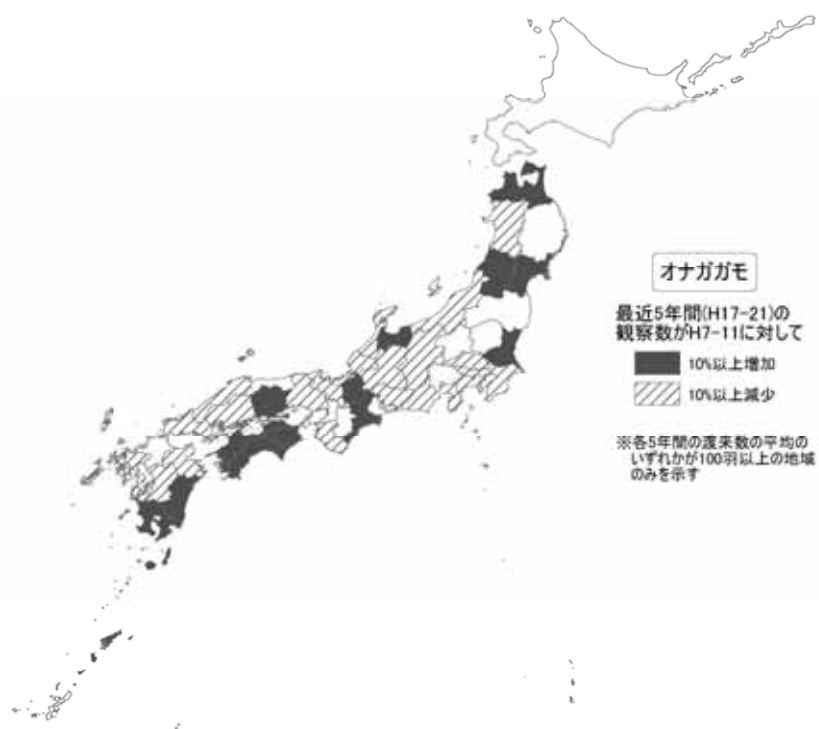 オナガガモ
最近5年間(H17-21)の
観察数がH7-11に対して
10%以上増加
10%以上減少
※各5年間の渡来数の平均の
いずれかが100羽以上の地域
のみを示す